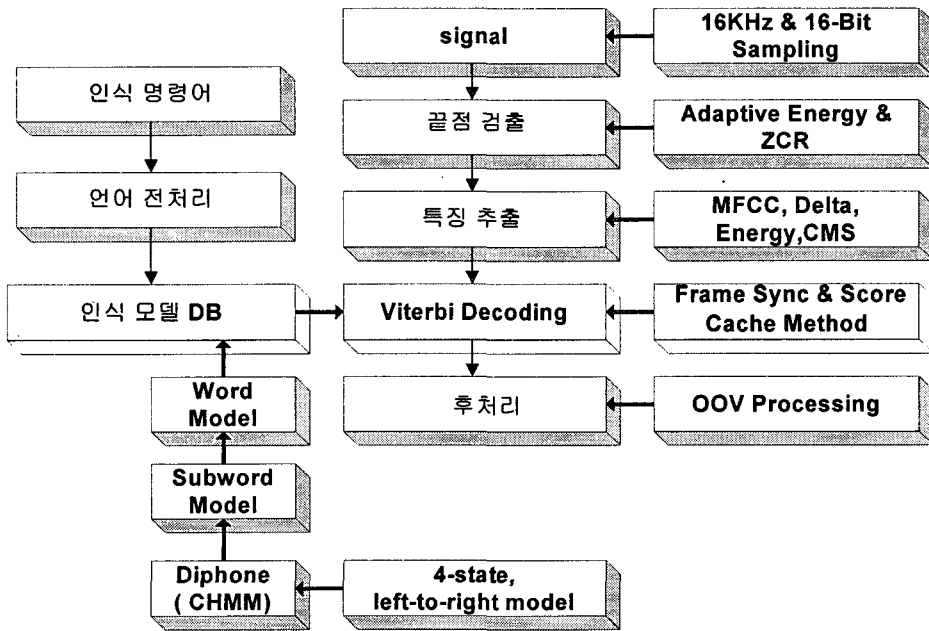 signal
16KHz & 16-Bit
Sampling
인식 명령어
끝점 검출
Adaptive Energy &
ZCR
언어 전처리
특징 추출
MFCC, Delta,
Energy,CMS
인식 모델 DB
Viterbi Decoding
Frame Sync & Score
Cache Method
Word
Model
후처리
OOV Processing
Subword
Model
Diphone
( CHMM)
4-state,
left-to-right model